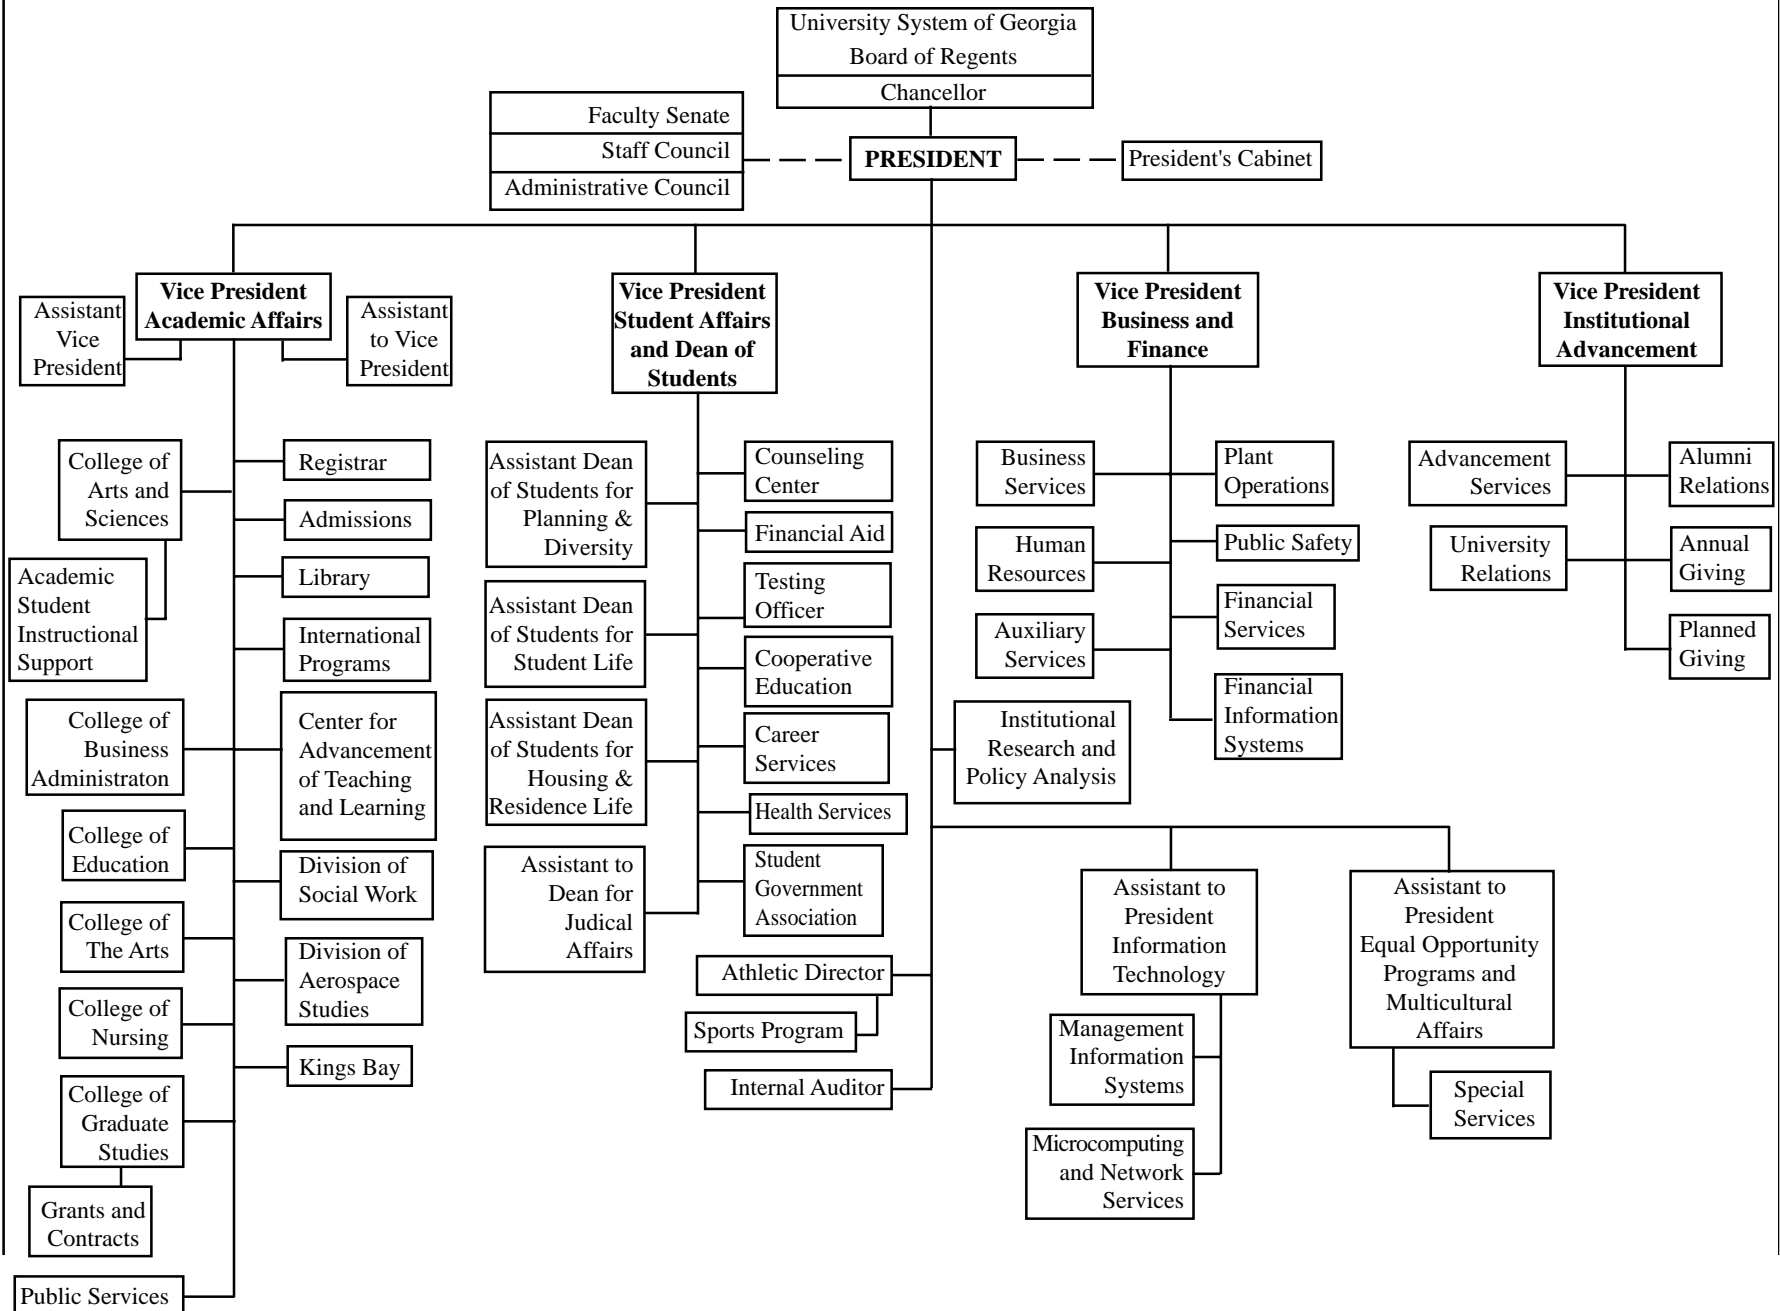 University System of Georgia
Board of Regents
Chancellor
Faculty Senate
Staff Council
Administrative Council
PRESIDENT
President's Cabinet
Assistant
Vice
President
Vice President
Academic Affairs
Assistant
to Vice
President
Vice President
Student Affairs
and Dean of
Students
Vice President
Business and
Finance
Vice President
Institutional
Advancement
College of
Arts and
Sciences
Academic
Student
Instructional
Support
College of
Business
Administraton
College of
Education
College of
The Arts
College of
Nursing
College of
Graduate
Studies
Grants and
Contracts
Public Services
Registrar
Admissions
Library
International
Programs
Center for
Advancement
of Teaching
and Learning
Division of
Social Work
Division of
Aerospace
Studies
Kings Bay
Assistant Dean
of Students for
Planning &
Diversity
Assistant Dean
of Students for
Student Life
Assistant Dean
of Students for
Housing &
Residence Life
Assistant to
Dean for
Judical
Affairs
Counseling
Center
Financial Aid
Testing
Officer
Cooperative
Education
Career
Services
Health Services
Student
Government
Association
Athletic Director
Sports Program
Internal Auditor
Business
Services
Human
Resources
Auxiliary
Services
Plant
Operations
Public Safety
Financial
Services
Financial
Information
Systems
Institutional
Research and
Policy Analysis
Assistant to
President
Information
Technology
Management
Information
Systems
Microcomputing
and Network
Services
Assistant to
President
Equal Opportunity
Programs and
Multicultural
Affairs
Special
Services
Advancement
Services
University
Relations
Alumni
Relations
Annual
Giving
Planned
Giving